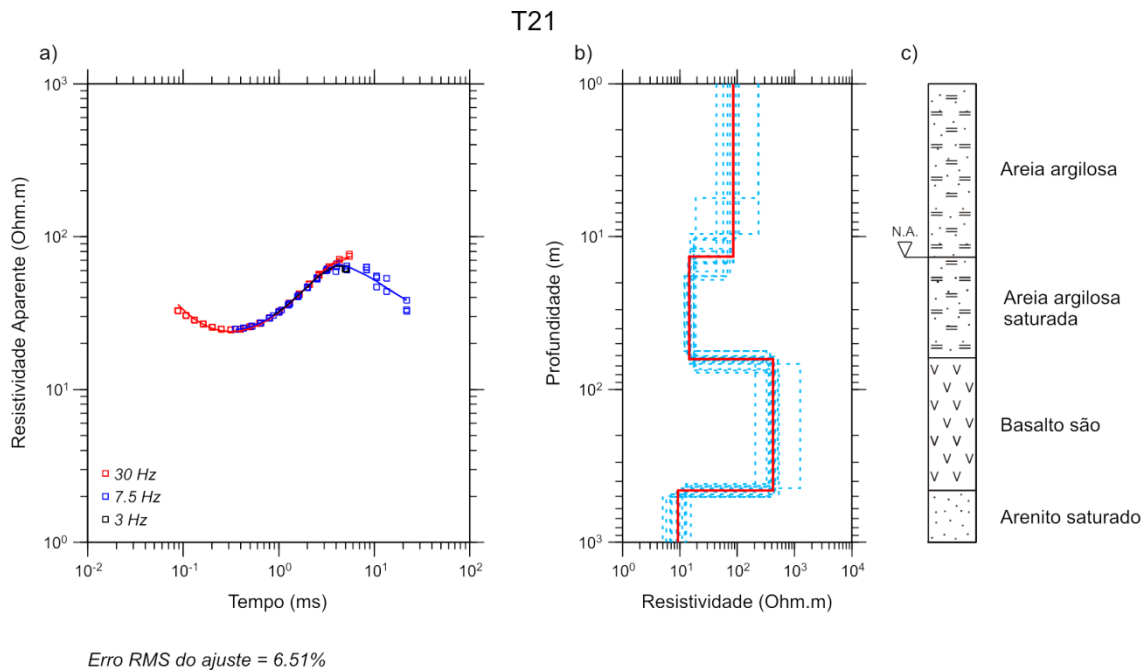 T21
a)
Resistividade Aparente (Ohm.m)
10³
10²
10¹
10⁰
30 Hz
7.5 Hz
3 Hz
10⁻²
10⁻¹
10⁰
10¹
10²
Tempo (ms)
Erro RMS do ajuste = 6.51%
b)
Profundidade (m)
10⁰
10¹
10²
10³
10⁰
10¹
10²
10³
10⁴
Resistividade (Ohm.m)
c)
Areia argilosa
N.A.
Areia argilosa
saturada
Basalto são
Arenito saturado